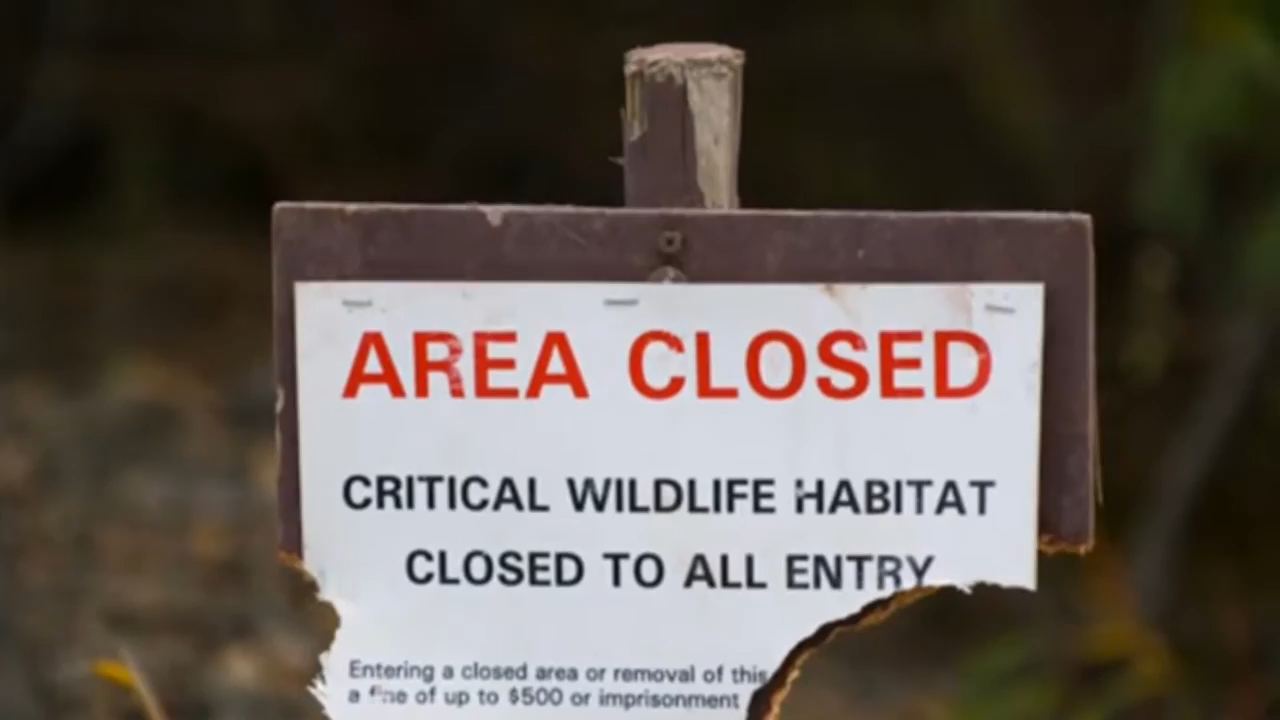 AREA CLOSED
CRITICAL WILDLIFE HABITAT
CLOSED TO ALL ENTRY
Entering a closed area or removal of this
a fine of up to $500 or imprisonment